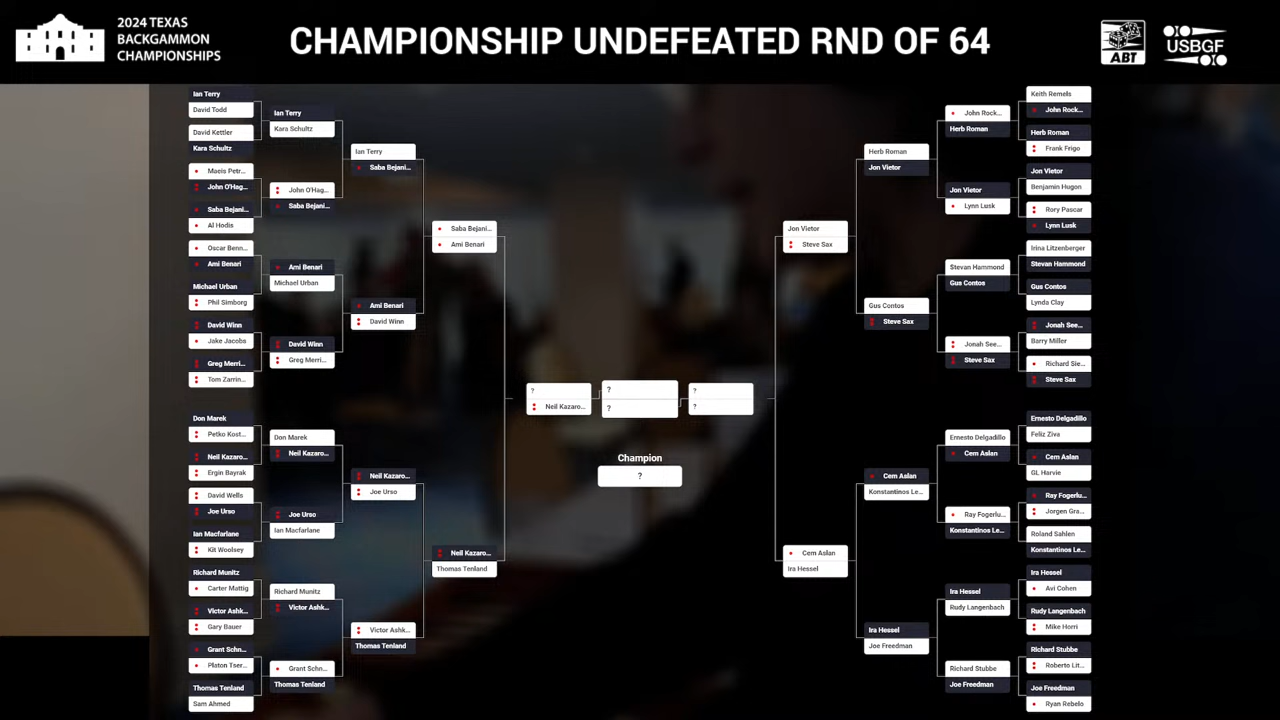 2024 TEXAS
BACKGAMMON
CHAMPIONSHIPS
CHAMPIONSHIP UNDEFEATED RND OF 64
ABT
USBGF
Ian Terry
David Todd
David Kettler
Kara Schultz
Maeis Petr...
John O'Hag...
Saba Bejani...
Al Hodis
Oscar Benn...
Ami Benari
Michael Urban
Phil Simborg
David Winn
Jake Jacobs
Greg Merri...
Tom Zarrin...
Don Marek
Petko Kost...
Neil Kazaro...
Ergin Bayrak
David Wells
Joe Urso
Ian Macfarlane
Kit Woolsey
Richard Munitz
Carter Mattig
Victor Ashk...
Gary Bauer
Grant Schn...
Platon Tser...
Thomas Tenland
Sam Ahmed
Ian Terry
Kara Schultz
John O'Hag...
Saba Bejani...
Ami Benari
Michael Urban
David Winn
Greg Merri...
Don Marek
Neil Kazaro...
Joe Urso
Ian Macfarlane
Richard Munitz
Victor Ashk...
Grant Schn...
Thomas Tenland
Ian Terry
Saba Bejani...
Ami Benari
David Winn
Neil Kazaro...
Joe Urso
Victor Ashk...
Thomas Tenland
Saba Bejani...
Ami Benari
Neil Kazaro...
Thomas Tenland
?
Neil Kazaro...
?
?
Champion
?
?
?
Jon Vietor
Steve Sax
Cem Aslan
Ira Hessel
Herb Roman
Jon Vietor
Gus Contos
Steve Sax
Cem Aslan
Konstantinos Le...
Ira Hessel
Joe Freedman
John Rock...
Herb Roman
Jon Vietor
Lynn Lusk
Stevan Hammond
Gus Contos
Jonah See...
Steve Sax
Ernesto Delgadillo
Cem Aslan
Ray Fogerlu...
Konstantinos Le...
Ira Hessel
Rudy Langenbach
Richard Stubbe
Joe Freedman
Keith Remels
John Rock...
Herb Roman
Frank Frigo
Jon Vietor
Benjamin Hugon
Rory Pascar
Lynn Lusk
Irina Litzenberger
Stevan Hammond
Gus Contos
Lynda Clay
Jonah See...
Barry Miller
Richard Sie...
Steve Sax
Ernesto Delgadillo
Feliz Ziva
Cem Aslan
GL Harvie
Ray Fogerlu...
Jorgen Gra...
Roland Sahlen
Konstantinos Le...
Ira Hessel
Avi Cohen
Rudy Langenbach
Mike Horri
Richard Stubbe
Roberto Lit...
Joe Freedman
Ryan Rebelo